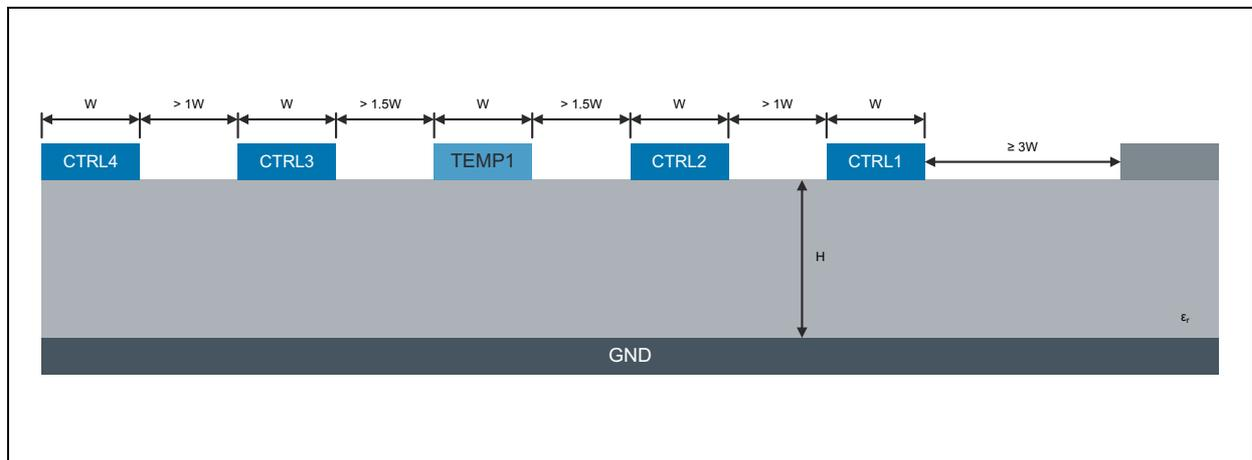 W > 1W W > 1.5W W > 1.5W W > 1W W
CTRL4 CTRL3 TEMP1 CTRL2 CTRL1 ≥ 3W
H
εr
GND